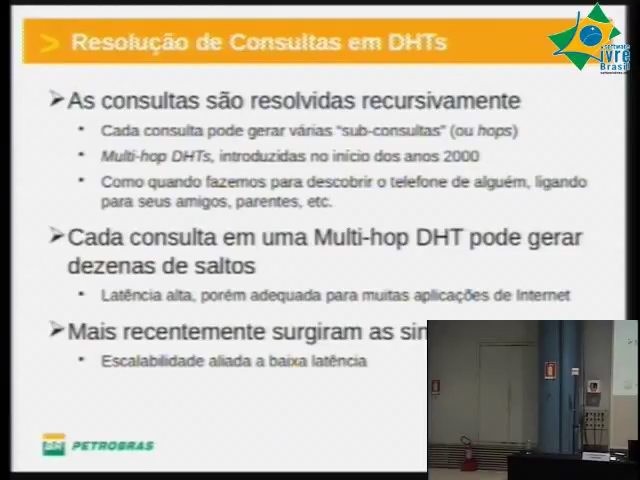 > Resolução de Consultas em DHTs
SOFTWARE
livre
Brasil
➢As consultas são resolvidas recursivamente
• Cada consulta pode gerar várias “sub-consultas” (ou hops)
• Multi-hop DHTs, introduzidas no início dos anos 2000
• Como quando fazemos para descobrir o telefone de alguém, ligando
para seus amigos, parentes, etc.
➢Cada consulta em uma Multi-hop DHT pode gerar
dezenas de saltos
• Latência alta, porém adequada para muitas aplicações de Internet
➢Mais recentemente surgiram as sin
• Escalabilidade aliada a baixa latência
BR PETROBRAS